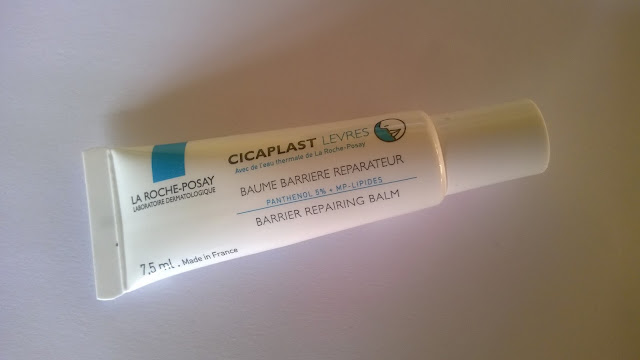 LA ROCHE-POSAY
LABORATOIRE DERMATOLOGIQUE
CICAPLAST LEVRES
Avec de l'eau thermale de La Roche-Posay
BAUME BARRIERE REPARATEUR
PANTHENOL 5% + MP-LIPIDES
BARRIER REPAIRING BALM
7,5 mL . Made in France